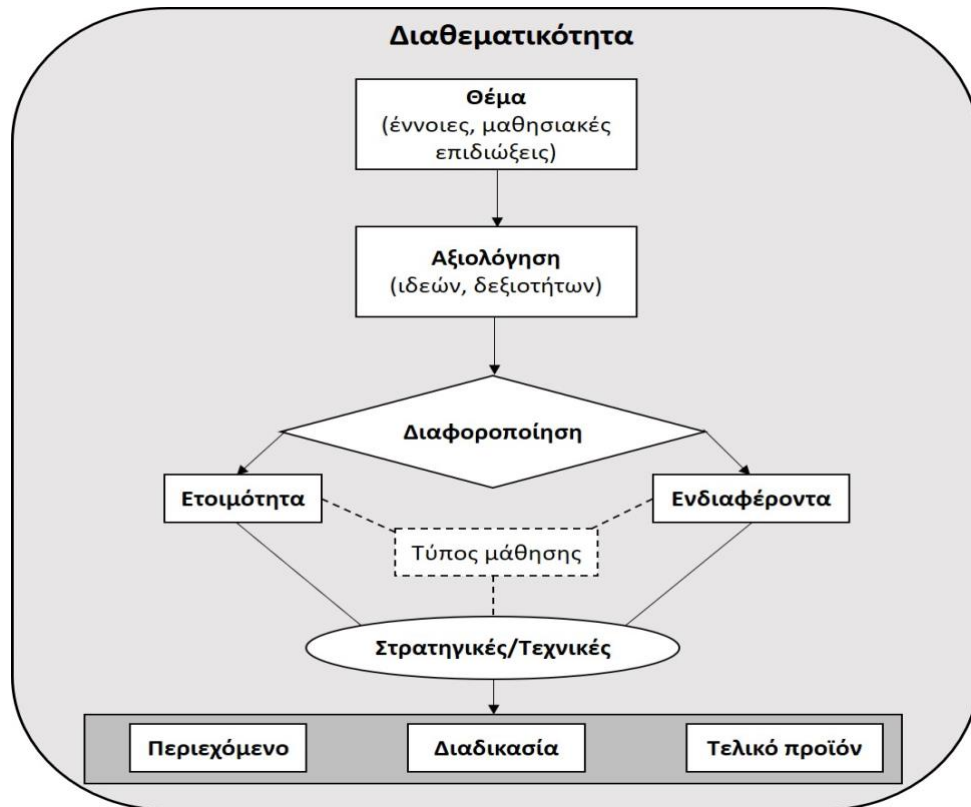 Διαθεματικότητα
Θέμα
(έννοιες, μαθησιακές
επιδιώξεις)
Αξιολόγηση
(ιδεών, δεξιοτήτων)
Διαφοροποίηση
Ετοιμότητα
Ενδιαφέροντα
Τύπος μάθησης
Στρατηγικές/Τεχνικές
Περιεχόμενο
Διαδικασία
Τελικό προϊόν